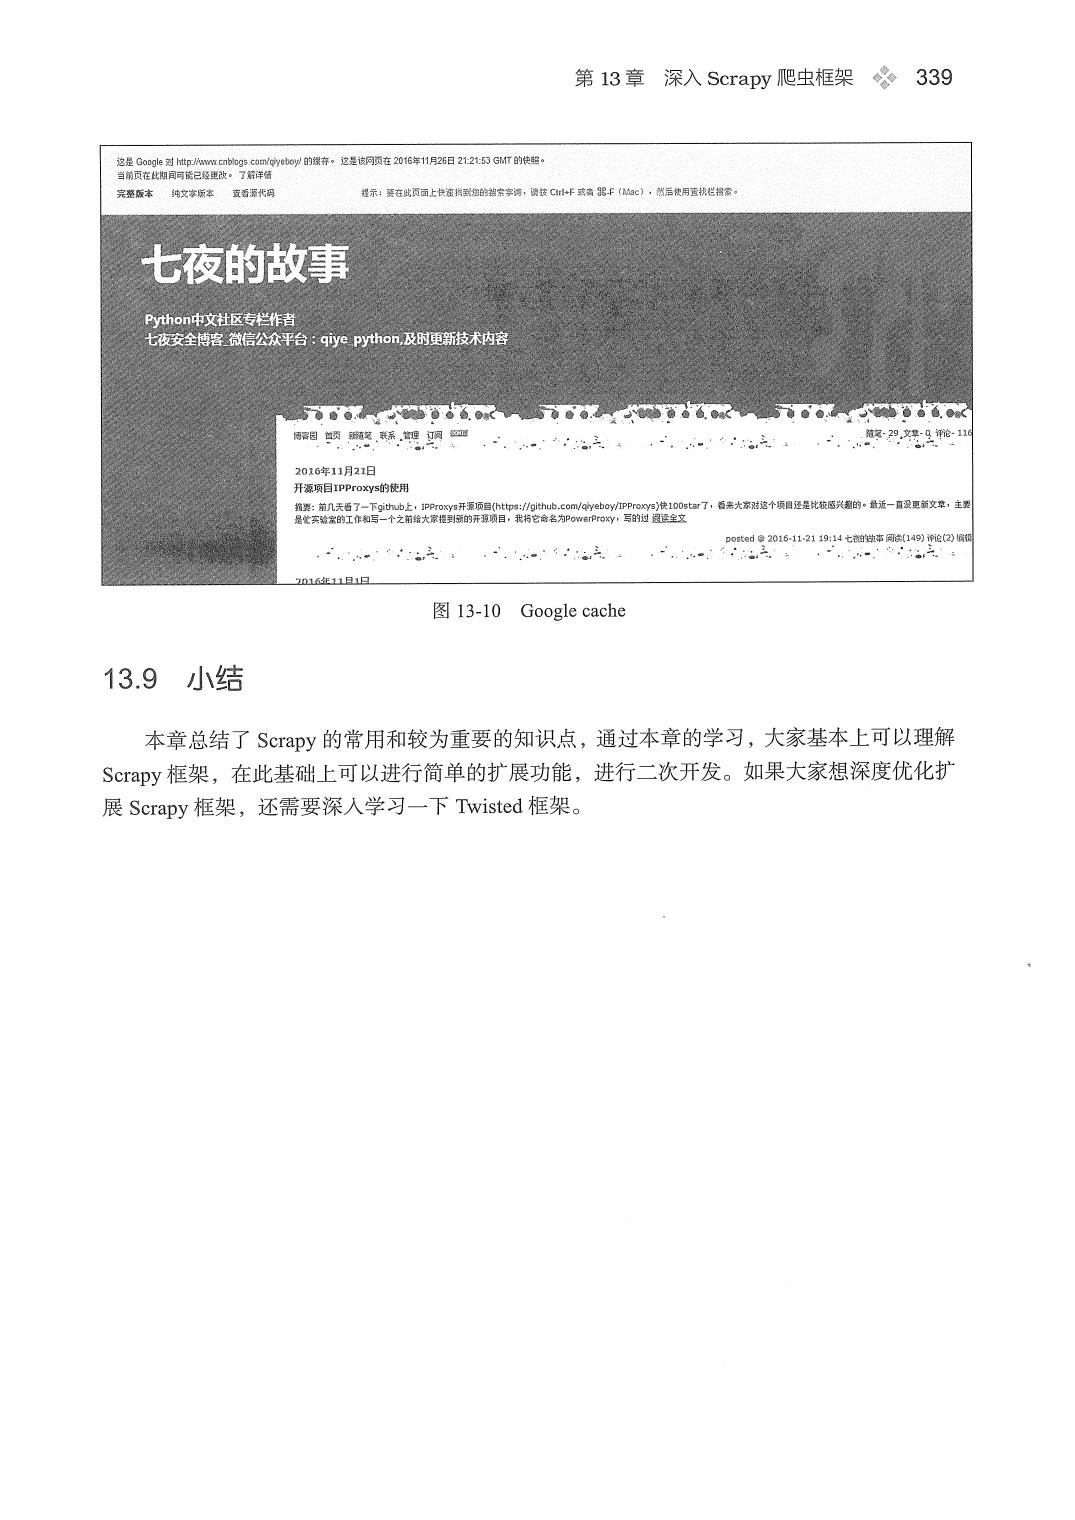 第 13 章 深入 Scrapy 爬虫框架 339
这是 Google 对 http://www.cnblogs.com/qiyeboy/ 的缓存。 这是该网页在 2016年11月26日 21:21:53 GMT 的快照。
当前页在此期间可能已经更改。 了解详情
完整版本 纯文字版本 查看源代码 提示：要在此页面上快速找到您的搜索字词，请按 Ctrl+F 或者 ⌘-F（Mac），然后使用查找栏搜索。
七夜的故事
Python中文社区专栏作者
七夜安全博客_微信公众平台：qiye_python,及时更新技术内容
博客园 首页 新随笔 联系 管理 订阅 XML 随笔- 29 文章- 0 评论- 116
2016年11月21日
开源项目IPProxys的使用
摘要: 前几天看了一下github上，IPProxys开源项目(https://github.com/qiyeboy/IPProxys)快100star了，看来大家对这个项目还是比较感兴趣的。最近一直没更新文章，主要
是忙实验室的工作和写一个之前给大家提到新的开源项目，我将它命名为PowerProxy，写的过 阅读全文
posted @ 2016-11-21 19:14 七夜的故事 阅读(149) 评论(2) 编辑
2016年11月1日
图 13-10 Google cache
13.9 小结
本章总结了 Scrapy 的常用和较为重要的知识点，通过本章的学习，大家基本上可以理解
Scrapy 框架，在此基础上可以进行简单的扩展功能，进行二次开发。如果大家想深度优化扩
展 Scrapy 框架，还需要深入学习一下 Twisted 框架。